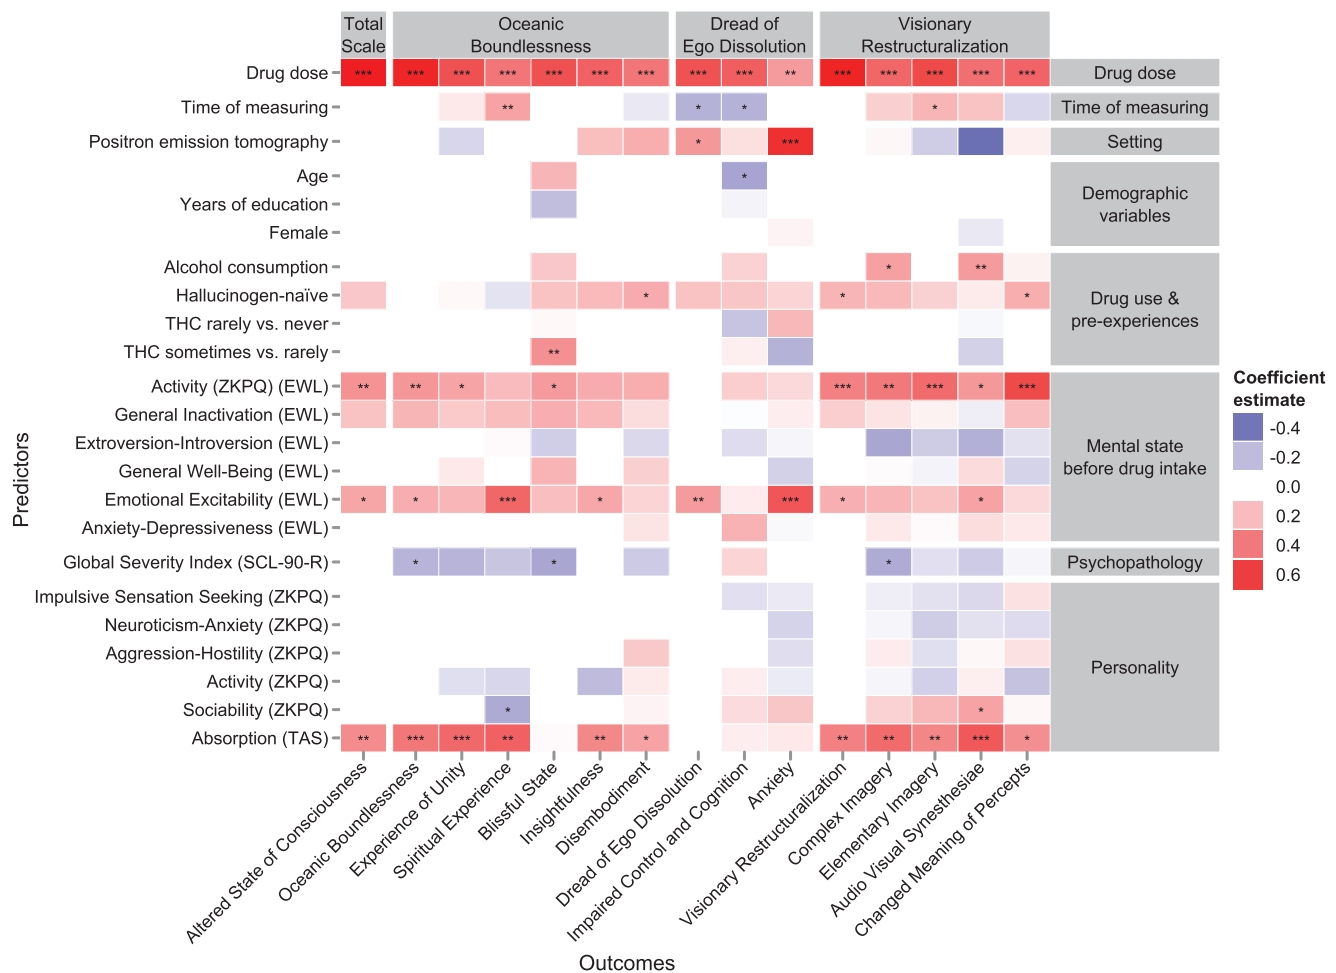 Total
Scale
Oceanic
Boundlessness
Dread of
Ego Dissolution
Visionary
Restructuralization
Drug dose *** *** *** *** *** *** *** *** *** ** *** *** *** *** *** Drug dose
Time of measuring ** * * * Time of measuring
Positron emission tomography * *** Setting
Age *
Years of education
Female
Demographic
variables
Alcohol consumption * **
Hallucinogen-naïve * * *
THC rarely vs. never
THC sometimes vs. rarely **
Drug use &
pre-experiences
Activity (ZKPQ) (EWL) ** ** * * *** ** *** * ***
General Inactivation (EWL)
Extroversion-Introversion (EWL)
General Well-Being (EWL)
Emotional Excitability (EWL) * * *** * ** *** * *
Anxiety-Depressiveness (EWL)
Mental state
before drug intake
Global Severity Index (SCL-90-R) * * * Psychopathology
Impulsive Sensation Seeking (ZKPQ)
Neuroticism-Anxiety (ZKPQ)
Aggression-Hostility (ZKPQ)
Activity (ZKPQ)
Sociability (ZKPQ) * *
Absorption (TAS) ** *** *** ** ** * ** ** ** *** *
Personality
Predictors
Altered State of Consciousness
Oceanic Boundlessness
Experience of Unity
Spiritual Experience
Blissful State
Insightfulness
Disembodiment
Dread of Ego Dissolution
Impaired Control and Cognition
Anxiety
Visionary Restructuralization
Complex Imagery
Elementary Imagery
Audio Visual Synesthesiae
Changed Meaning of Percepts
Outcomes
Coefficient
estimate
-0.4
-0.2
0.0
0.2
0.4
0.6